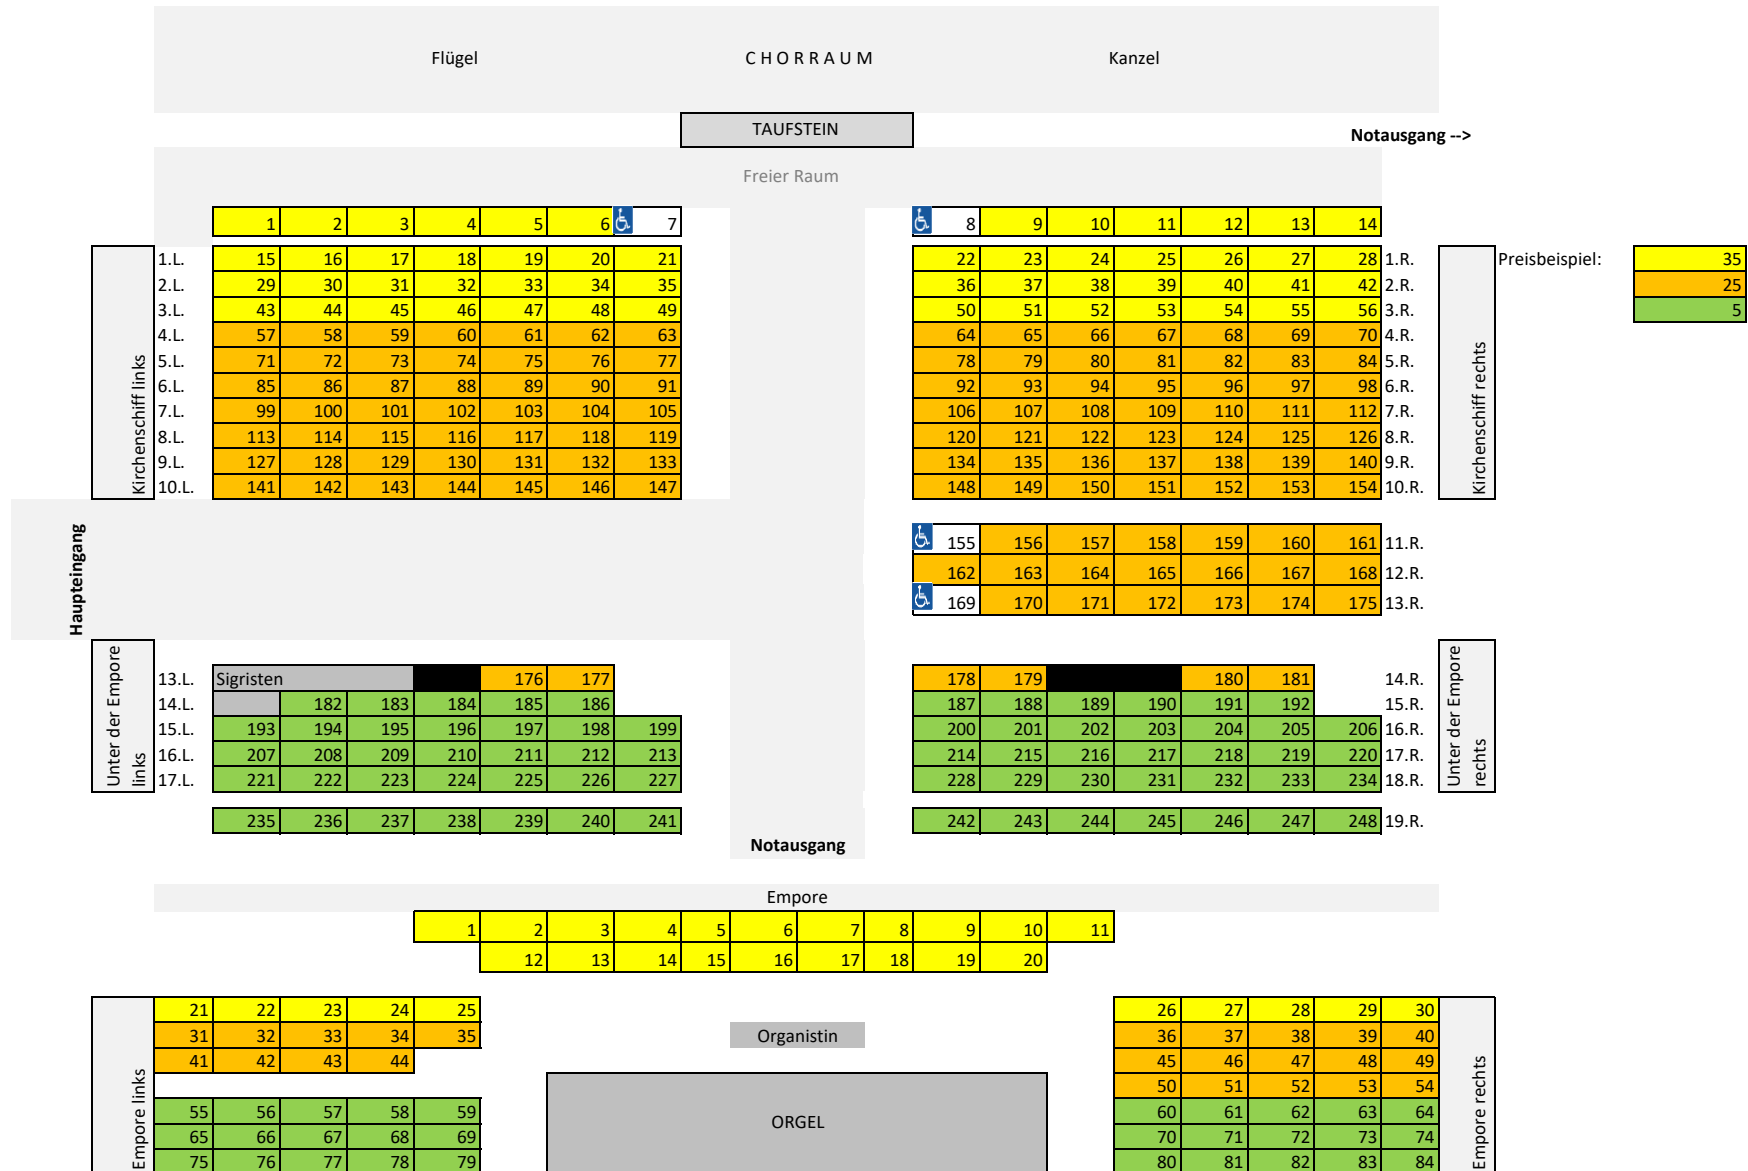 Flügel CHORRAUM Kanzel
TAUFSTEIN
Notausgang -->
Freier Raum
1 2 3 4 5 6 7 8 9 10 11 12 13 14
1.L. 15 16 17 18 19 20 21 22 23 24 25 26 27 28 1.R. Preisbeispiel: 35
2.L. 29 30 31 32 33 34 35 36 37 38 39 40 41 42 2.R. 25
3.L. 43 44 45 46 47 48 49 50 51 52 53 54 55 56 3.R. 5
4.L. 57 58 59 60 61 62 63 64 65 66 67 68 69 70 4.R.
5.L. 71 72 73 74 75 76 77 78 79 80 81 82 83 84 5.R.
6.L. 85 86 87 88 89 90 91 92 93 94 95 96 97 98 6.R.
7.L. 99 100 101 102 103 104 105 106 107 108 109 110 111 112 7.R.
8.L. 113 114 115 116 117 118 119 120 121 122 123 124 125 126 8.R.
9.L. 127 128 129 130 131 132 133 134 135 136 137 138 139 140 9.R.
10.L. 141 142 143 144 145 146 147 148 149 150 151 152 153 154 10.R.
Kirchenschiff links
Kirchenschiff rechts
Haupteingang
155 156 157 158 159 160 161 11.R.
162 163 164 165 166 167 168 12.R.
169 170 171 172 173 174 175 13.R.
13.L. Sigristen 176 177 178 179 180 181 14.R.
14.L. 182 183 184 185 186 187 188 189 190 191 192 15.R.
15.L. 193 194 195 196 197 198 199 200 201 202 203 204 205 206 16.R.
16.L. 207 208 209 210 211 212 213 214 215 216 217 218 219 220 17.R.
17.L. 221 222 223 224 225 226 227 228 229 230 231 232 233 234 18.R.
Unter der Empore
links
Unter der Empore
rechts
235 236 237 238 239 240 241 242 243 244 245 246 247 248 19.R.
Notausgang
Empore
1 2 3 4 5 6 7 8 9 10 11
12 13 14 15 16 17 18 19 20
21 22 23 24 25 26 27 28 29 30
31 32 33 34 35 Organistin 36 37 38 39 40
41 42 43 44 45 46 47 48 49
50 51 52 53 54
55 56 57 58 59 ORGEL 60 61 62 63 64
65 66 67 68 69 70 71 72 73 74
75 76 77 78 79 80 81 82 83 84
Empore links
Empore rechts